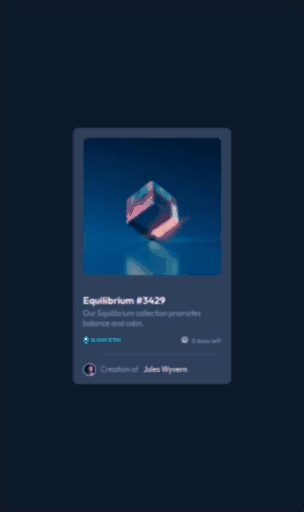 Equilibrium #3429
Our Equilibrium collection promotes
balance and calm.
0.041 ETH
3 days left
Creation of Jules Wyvern